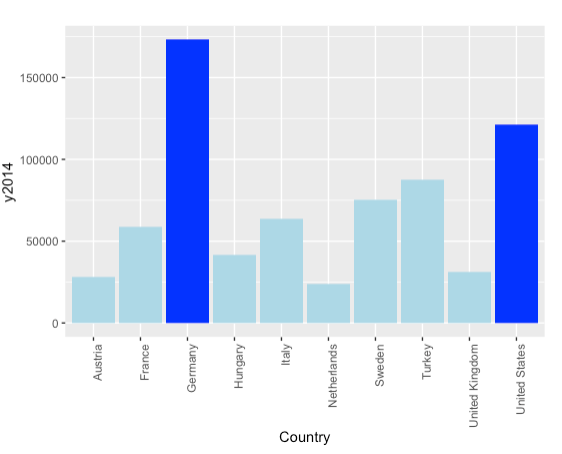 y2014
150000
100000
50000
0
Austria
France
Germany
Hungary
Italy
Netherlands
Sweden
Turkey
United Kingdom
United States
Country